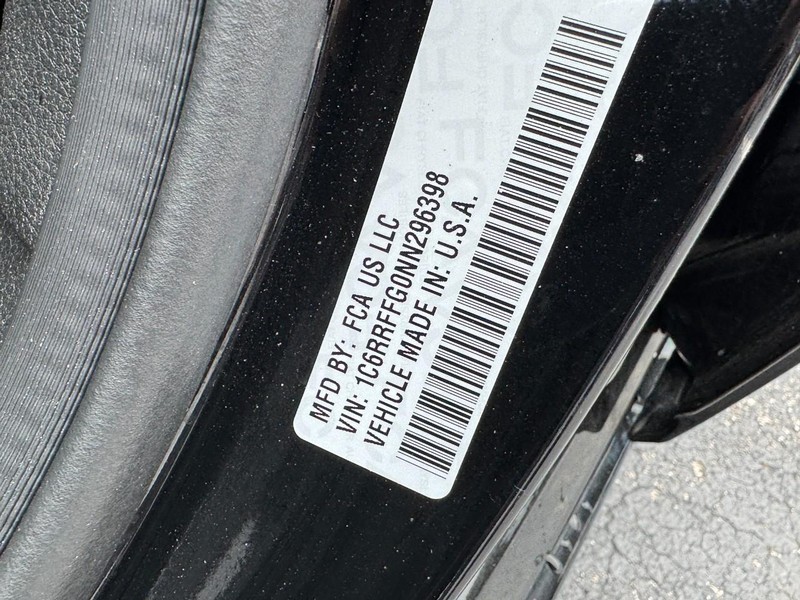 MFD BY: FCA US LLC
VIN: 1C6RRFFG0NN296398
VEHICLE MADE IN: U.S.A.